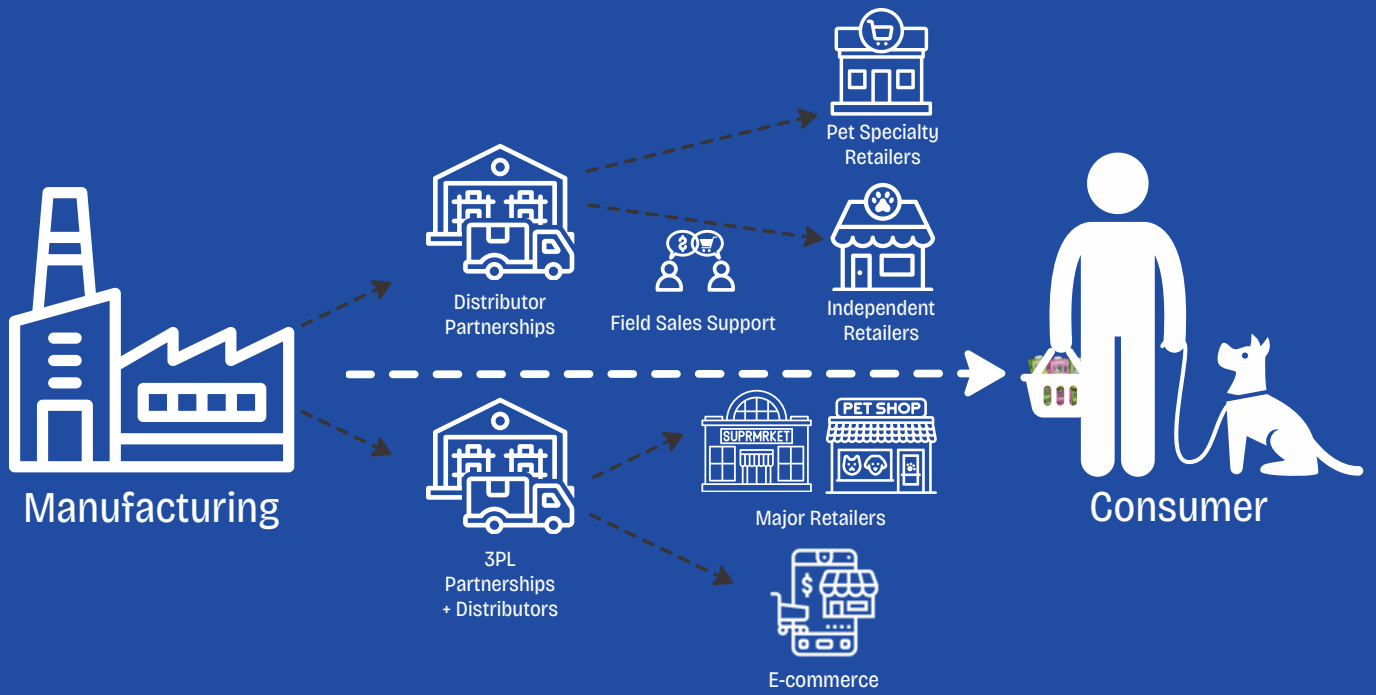 Manufacturing
Distributor
Partnerships
Field Sales Support
Pet Specialty
Retailers
Independent
Retailers
3PL
Partnerships
+ Distributors
SUPRMRKET
PET SHOP
Major Retailers
$
E-commerce
Consumer